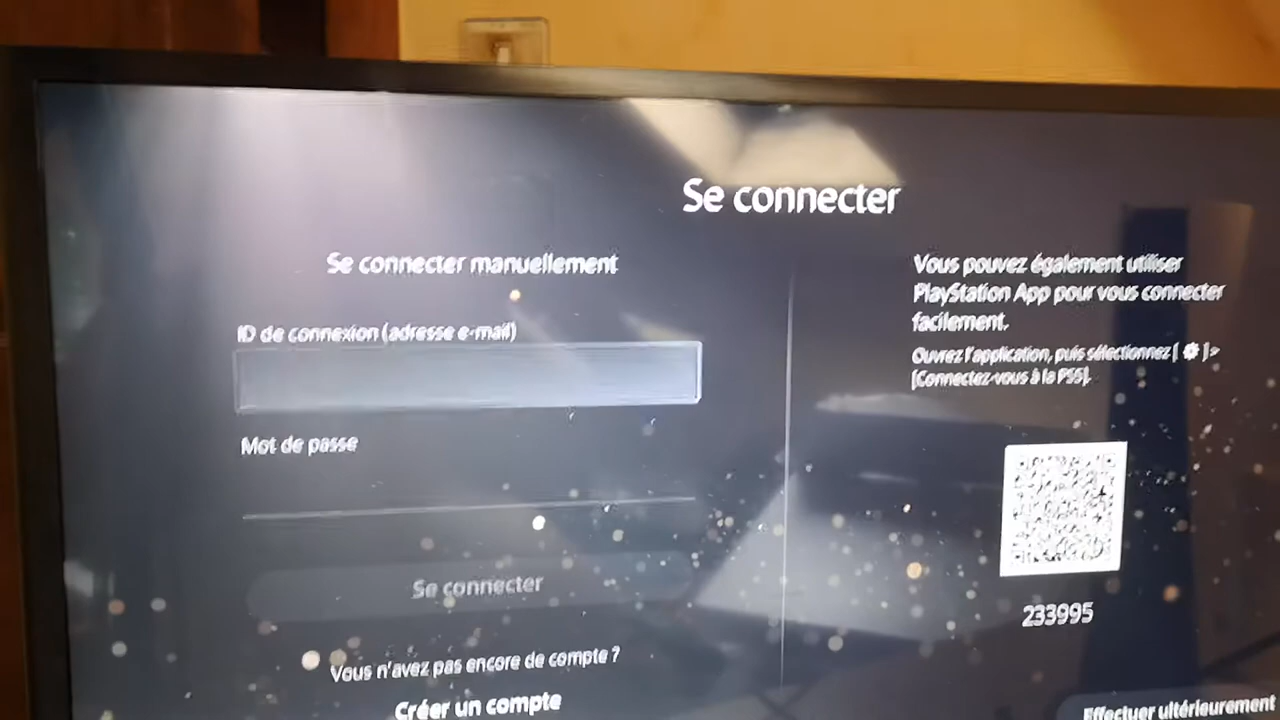 Se connecter
Se connecter manuellement
ID de connexion (adresse e-mail)
Mot de passe
Se connecter
Vous n'avez pas encore de compte ?
Créer un compte
Vous pouvez également utiliser
PlayStation App pour vous connecter
facilement.
Ouvrez l'application, puis sélectionnez [ ⚙ ] >
[Connectez-vous à la PS5].
233995
Effectuer ultérieurement